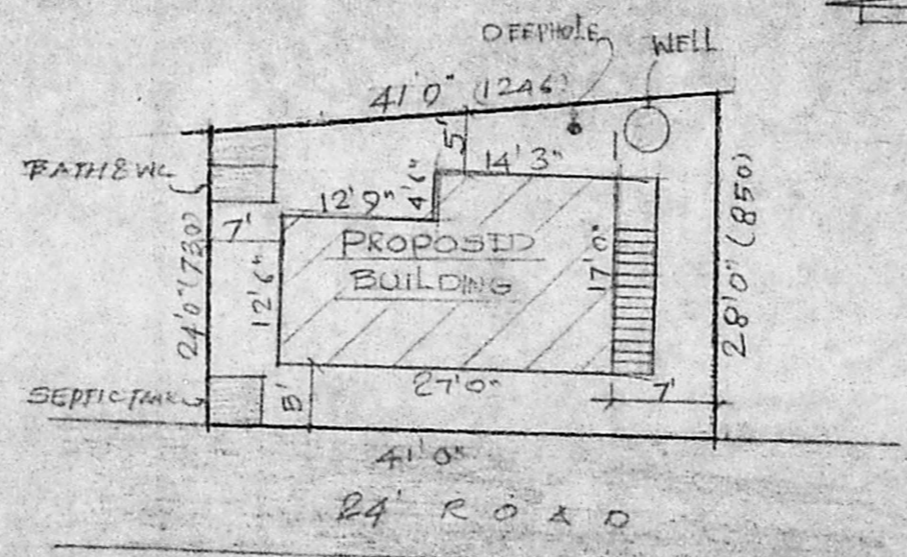 DEEPHOLE
WELL
41'0" (1246)
5'
14'3"
BATH & WC
12'9"
4'6"
7'
PROPOSED
BUILDING
24'0" (730)
12'6"
17'0"
28'0" (850)
SEPTIC TANK
5'
27'0"
7'
41'0"
24' ROAD